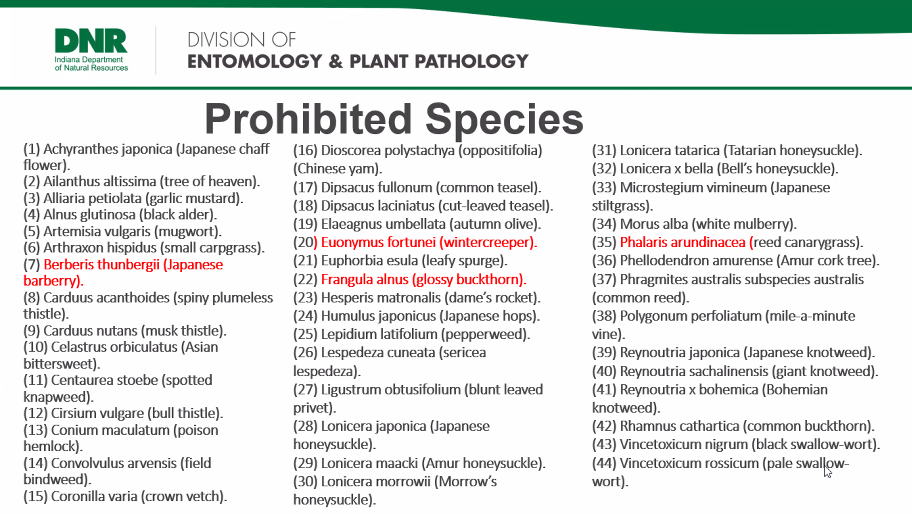 DNR
Indiana Department
of Natural Resources
DIVISION OF
ENTOMOLOGY & PLANT PATHOLOGY
Prohibited Species
(1) Achyranthes japonica (Japanese chaff
flower).
(2) Ailanthus altissima (tree of heaven).
(3) Alliaria petiolata (garlic mustard).
(4) Alnus glutinosa (black alder).
(5) Artemisia vulgaris (mugwort).
(6) Arthraxon hispidus (small carpgrass).
(7) Berberis thunbergii (Japanese
barberry).
(8) Carduus acanthoides (spiny plumeless
thistle).
(9) Carduus nutans (musk thistle).
(10) Celastrus orbiculatus (Asian
bittersweet).
(11) Centaurea stoebe (spotted
knapweed).
(12) Cirsium vulgare (bull thistle).
(13) Conium maculatum (poison
hemlock).
(14) Convolvulus arvensis (field
bindweed).
(15) Coronilla varia (crown vetch).
(16) Dioscorea polystachya (oppositifolia)
(Chinese yam).
(17) Dipsacus fullonum (common teasel).
(18) Dipsacus laciniatus (cut-leaved teasel).
(19) Elaeagnus umbellata (autumn olive).
(20) Euonymus fortunei (wintercreeper).
(21) Euphorbia esula (leafy spurge).
(22) Frangula alnus (glossy buckthorn).
(23) Hesperis matronalis (dame's rocket).
(24) Humulus japonicus (Japanese hops).
(25) Lepidium latifolium (pepperweed).
(26) Lespedeza cuneata (sericea
lespedeza).
(27) Ligustrum obtusifolium (blunt leaved
privet).
(28) Lonicera japonica (Japanese
honeysuckle).
(29) Lonicera maacki (Amur honeysuckle).
(30) Lonicera morrowii (Morrow's
honeysuckle).
(31) Lonicera tatarica (Tatarian honeysuckle).
(32) Lonicera x bella (Bell's honeysuckle).
(33) Microstegium vimineum (Japanese
stiltgrass).
(34) Morus alba (white mulberry).
(35) Phalaris arundinacea (reed canarygrass).
(36) Phellodendron amurense (Amur cork tree).
(37) Phragmites australis subspecies australis
(common reed).
(38) Polygonum perfoliatum (mile-a-minute
vine).
(39) Reynoutria japonica (Japanese knotweed).
(40) Reynoutria sachalinensis (giant knotweed).
(41) Reynoutria x bohemica (Bohemian
knotweed).
(42) Rhamnus cathartica (common buckthorn).
(43) Vincetoxicum nigrum (black swallow-wort).
(44) Vincetoxicum rossicum (pale swallow-
wort).